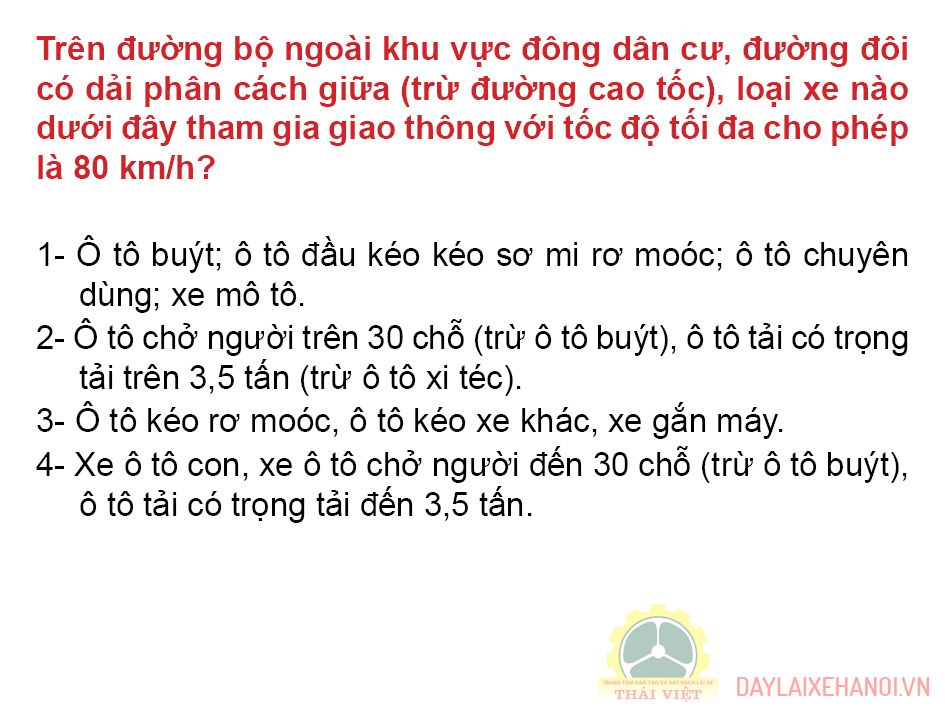 Trên đường bộ ngoài khu vực đông dân cư, đường đôi
có dải phân cách giữa (trừ đường cao tốc), loại xe nào
dưới đây tham gia giao thông với tốc độ tối đa cho phép
là 80 km/h?
1- Ô tô buýt; ô tô đầu kéo kéo sơ mi rơ moóc; ô tô chuyên
dùng; xe mô tô.
2- Ô tô chở người trên 30 chỗ (trừ ô tô buýt), ô tô tải có trọng
tải trên 3,5 tấn (trừ ô tô xi téc).
3- Ô tô kéo rơ moóc, ô tô kéo xe khác, xe gắn máy.
4- Xe ô tô con, xe ô tô chở người đến 30 chỗ (trừ ô tô buýt),
ô tô tải có trọng tải đến 3,5 tấn.
TRUNG TÂM ĐÀO TẠO VÀ SÁT HẠCH LÁI XE
THÁI VIỆT
DAYLAIXEHANOI.VN